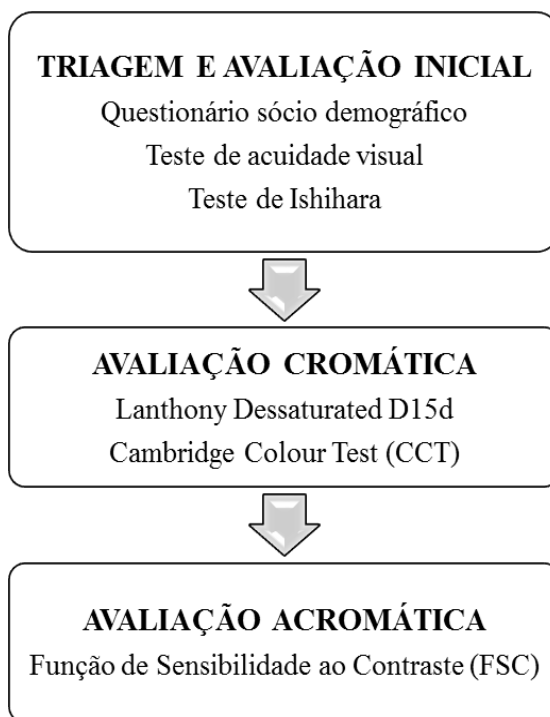 TRIAGEM E AVALIAÇÃO INICIAL
Questionário sócio demográfico
Teste de acuidade visual
Teste de Ishihara
AVALIAÇÃO CROMÁTICA
Lanthony Dessaturated D15d
Cambridge Colour Test (CCT)
AVALIAÇÃO ACROMÁTICA
Função de Sensibilidade ao Contraste (FSC)